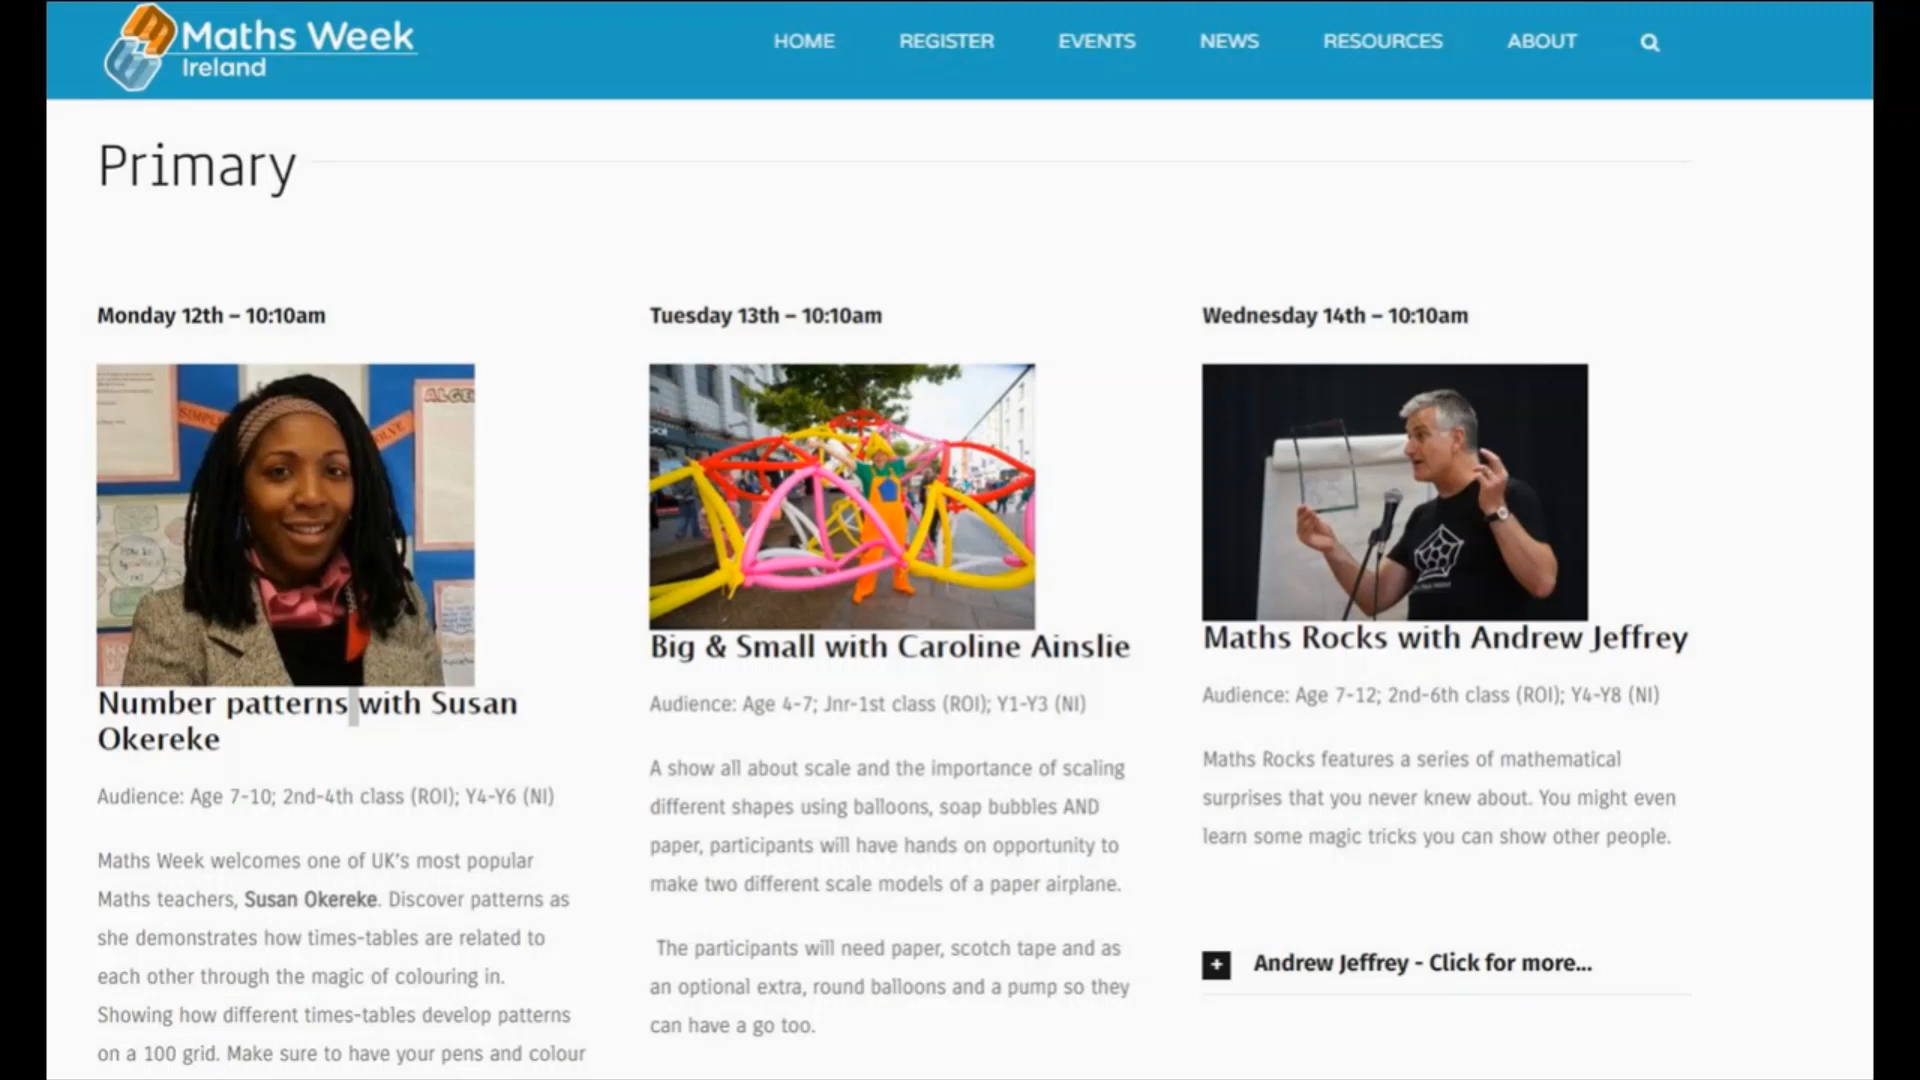 Maths Week
Ireland
HOME REGISTER EVENTS NEWS RESOURCES ABOUT
Primary
Monday 12th – 10:10am
SIMPL
OLVE
ALGE
Number patterns with Susan
Okereke
Audience: Age 7-10; 2nd-4th class (ROI); Y4-Y6 (NI)
Maths Week welcomes one of UK's most popular
Maths teachers, Susan Okereke. Discover patterns as
she demonstrates how times-tables are related to
each other through the magic of colouring in.
Showing how different times-tables develop patterns
on a 100 grid. Make sure to have your pens and colour
Tuesday 13th – 10:10am
Big & Small with Caroline Ainslie
Audience: Age 4-7; Jnr-1st class (ROI); Y1-Y3 (NI)
A show all about scale and the importance of scaling
different shapes using balloons, soap bubbles AND
paper, participants will have hands on opportunity to
make two different scale models of a paper airplane.
The participants will need paper, scotch tape and as
an optional extra, round balloons and a pump so they
can have a go too.
Wednesday 14th – 10:10am
Maths Rocks with Andrew Jeffrey
Audience: Age 7-12; 2nd-6th class (ROI); Y4-Y8 (NI)
Maths Rocks features a series of mathematical
surprises that you never knew about. You might even
learn some magic tricks you can show other people.
+ Andrew Jeffrey - Click for more...